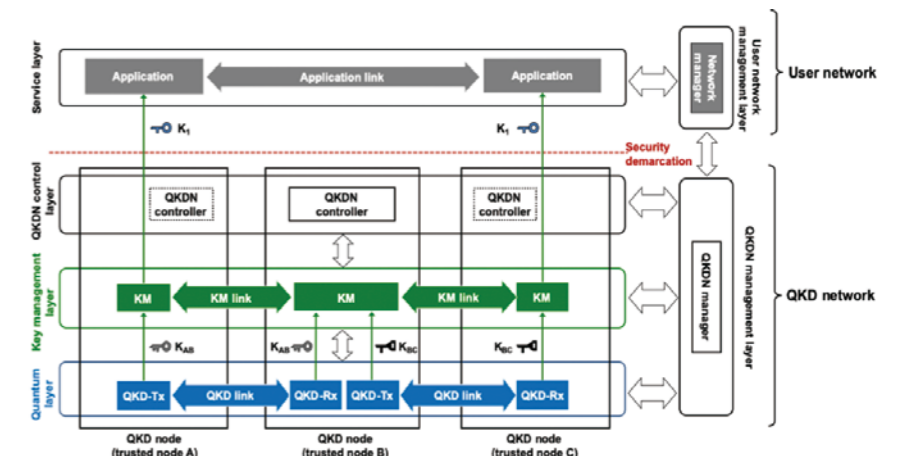 Service layer
Application
Application link
Application
Network
manager
User network
management layer
User network
K1
K1
Security
demarcation
QKDN control
layer
QKDN
controller
QKDN
controller
QKDN
controller
Key management
layer
KM
KM link
KM
KM link
KM
QKDN manager
QKDN management layer
QKD network
KAB
KAB
KBC
KBC
Quantum
layer
QKD-Tx
QKD link
QKD-Rx
QKD-Tx
QKD link
QKD-Rx
QKD node
(trusted node A)
QKD node
(trusted node B)
QKD node
(trusted node C)